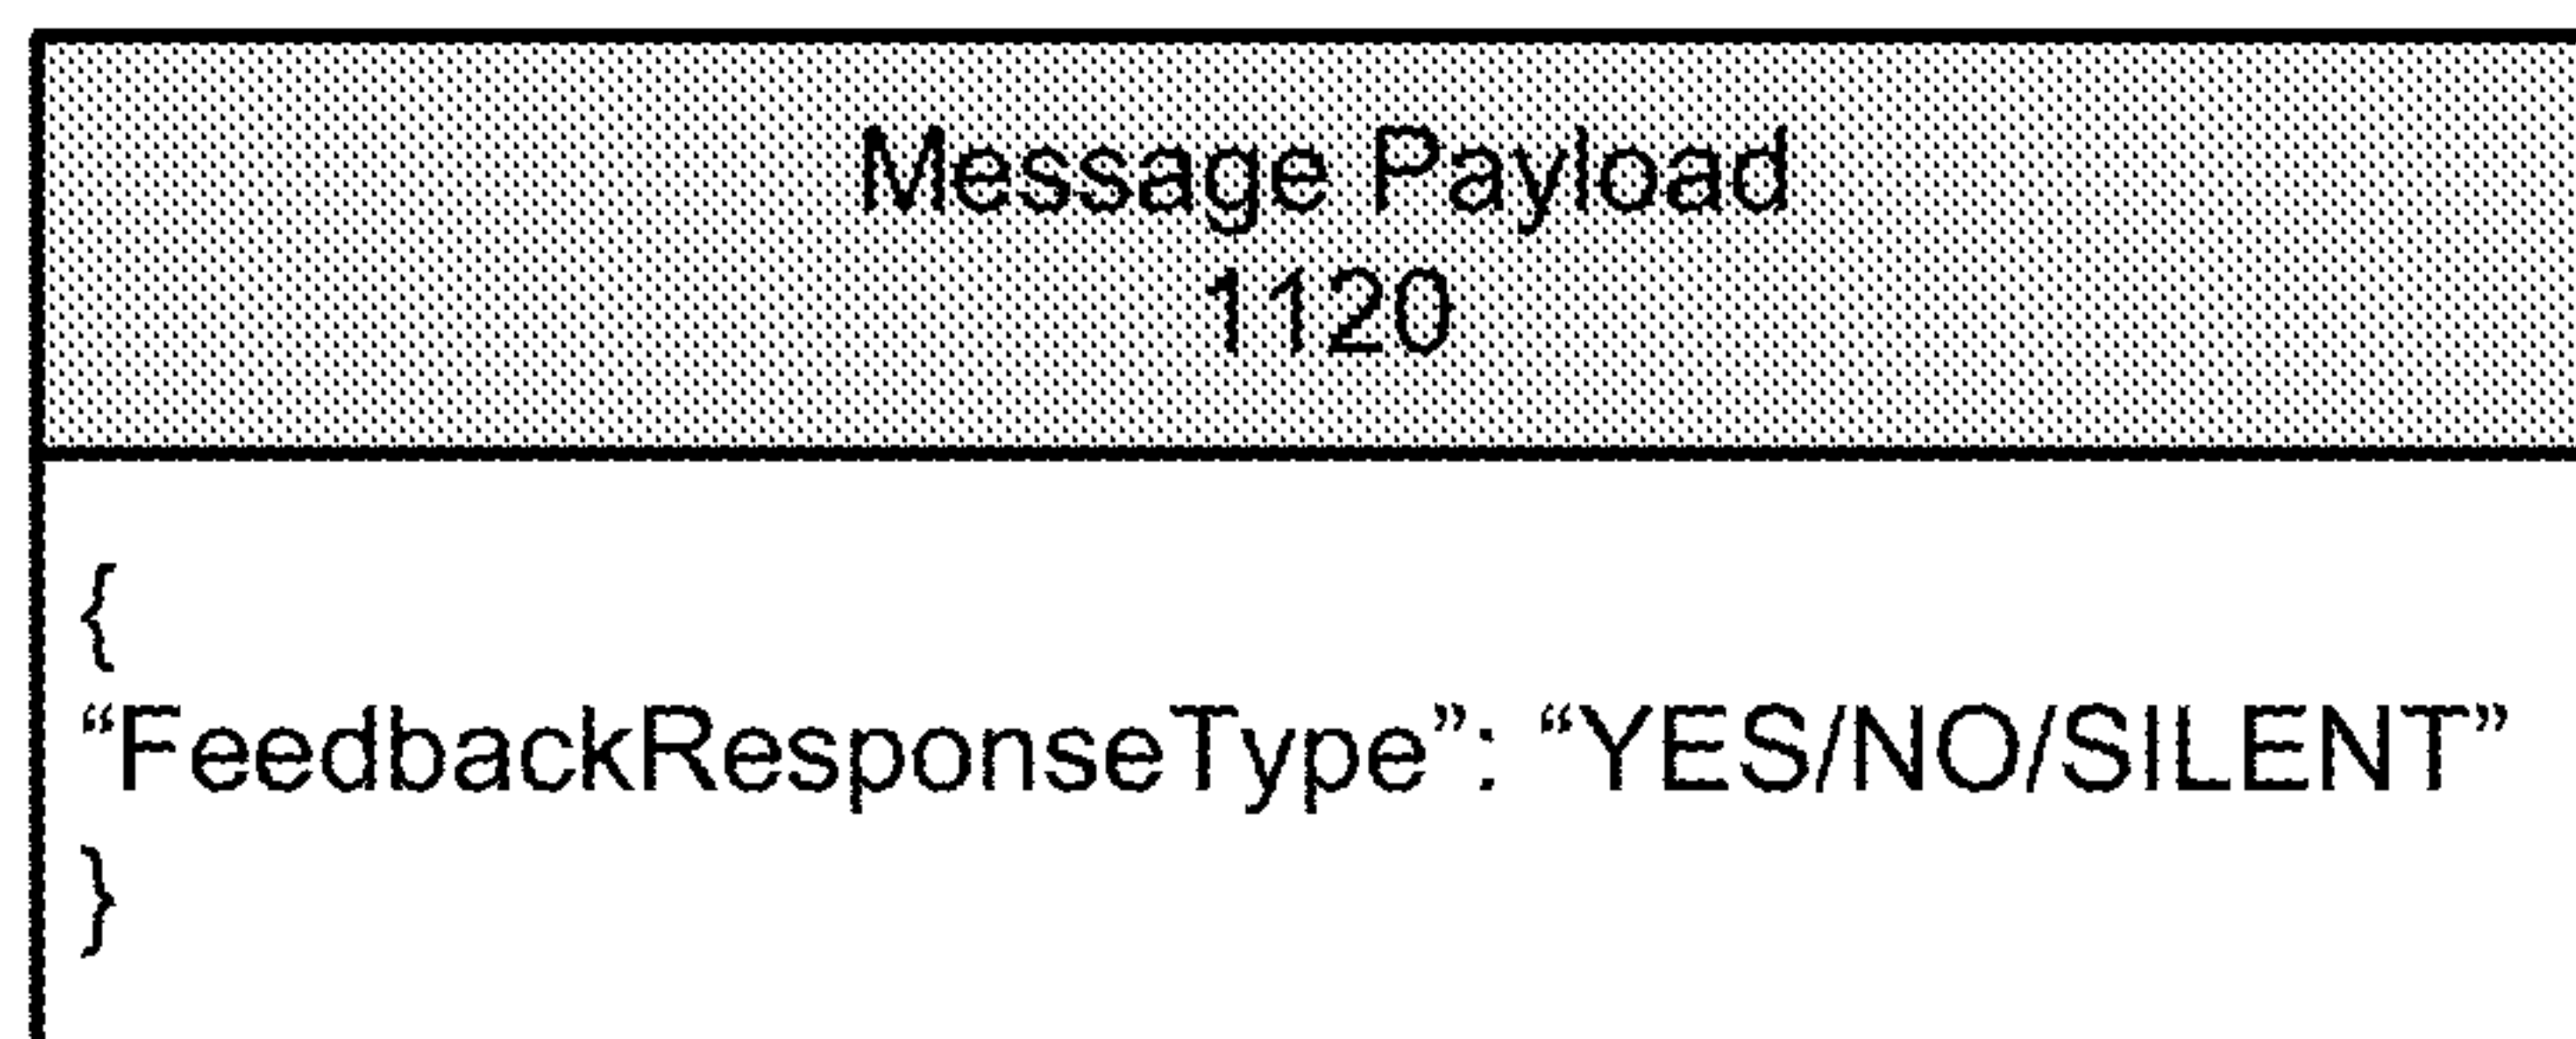 Message Payload
1120
{
“FeedbackResponseType”: “YES/NO/SILENT”
}